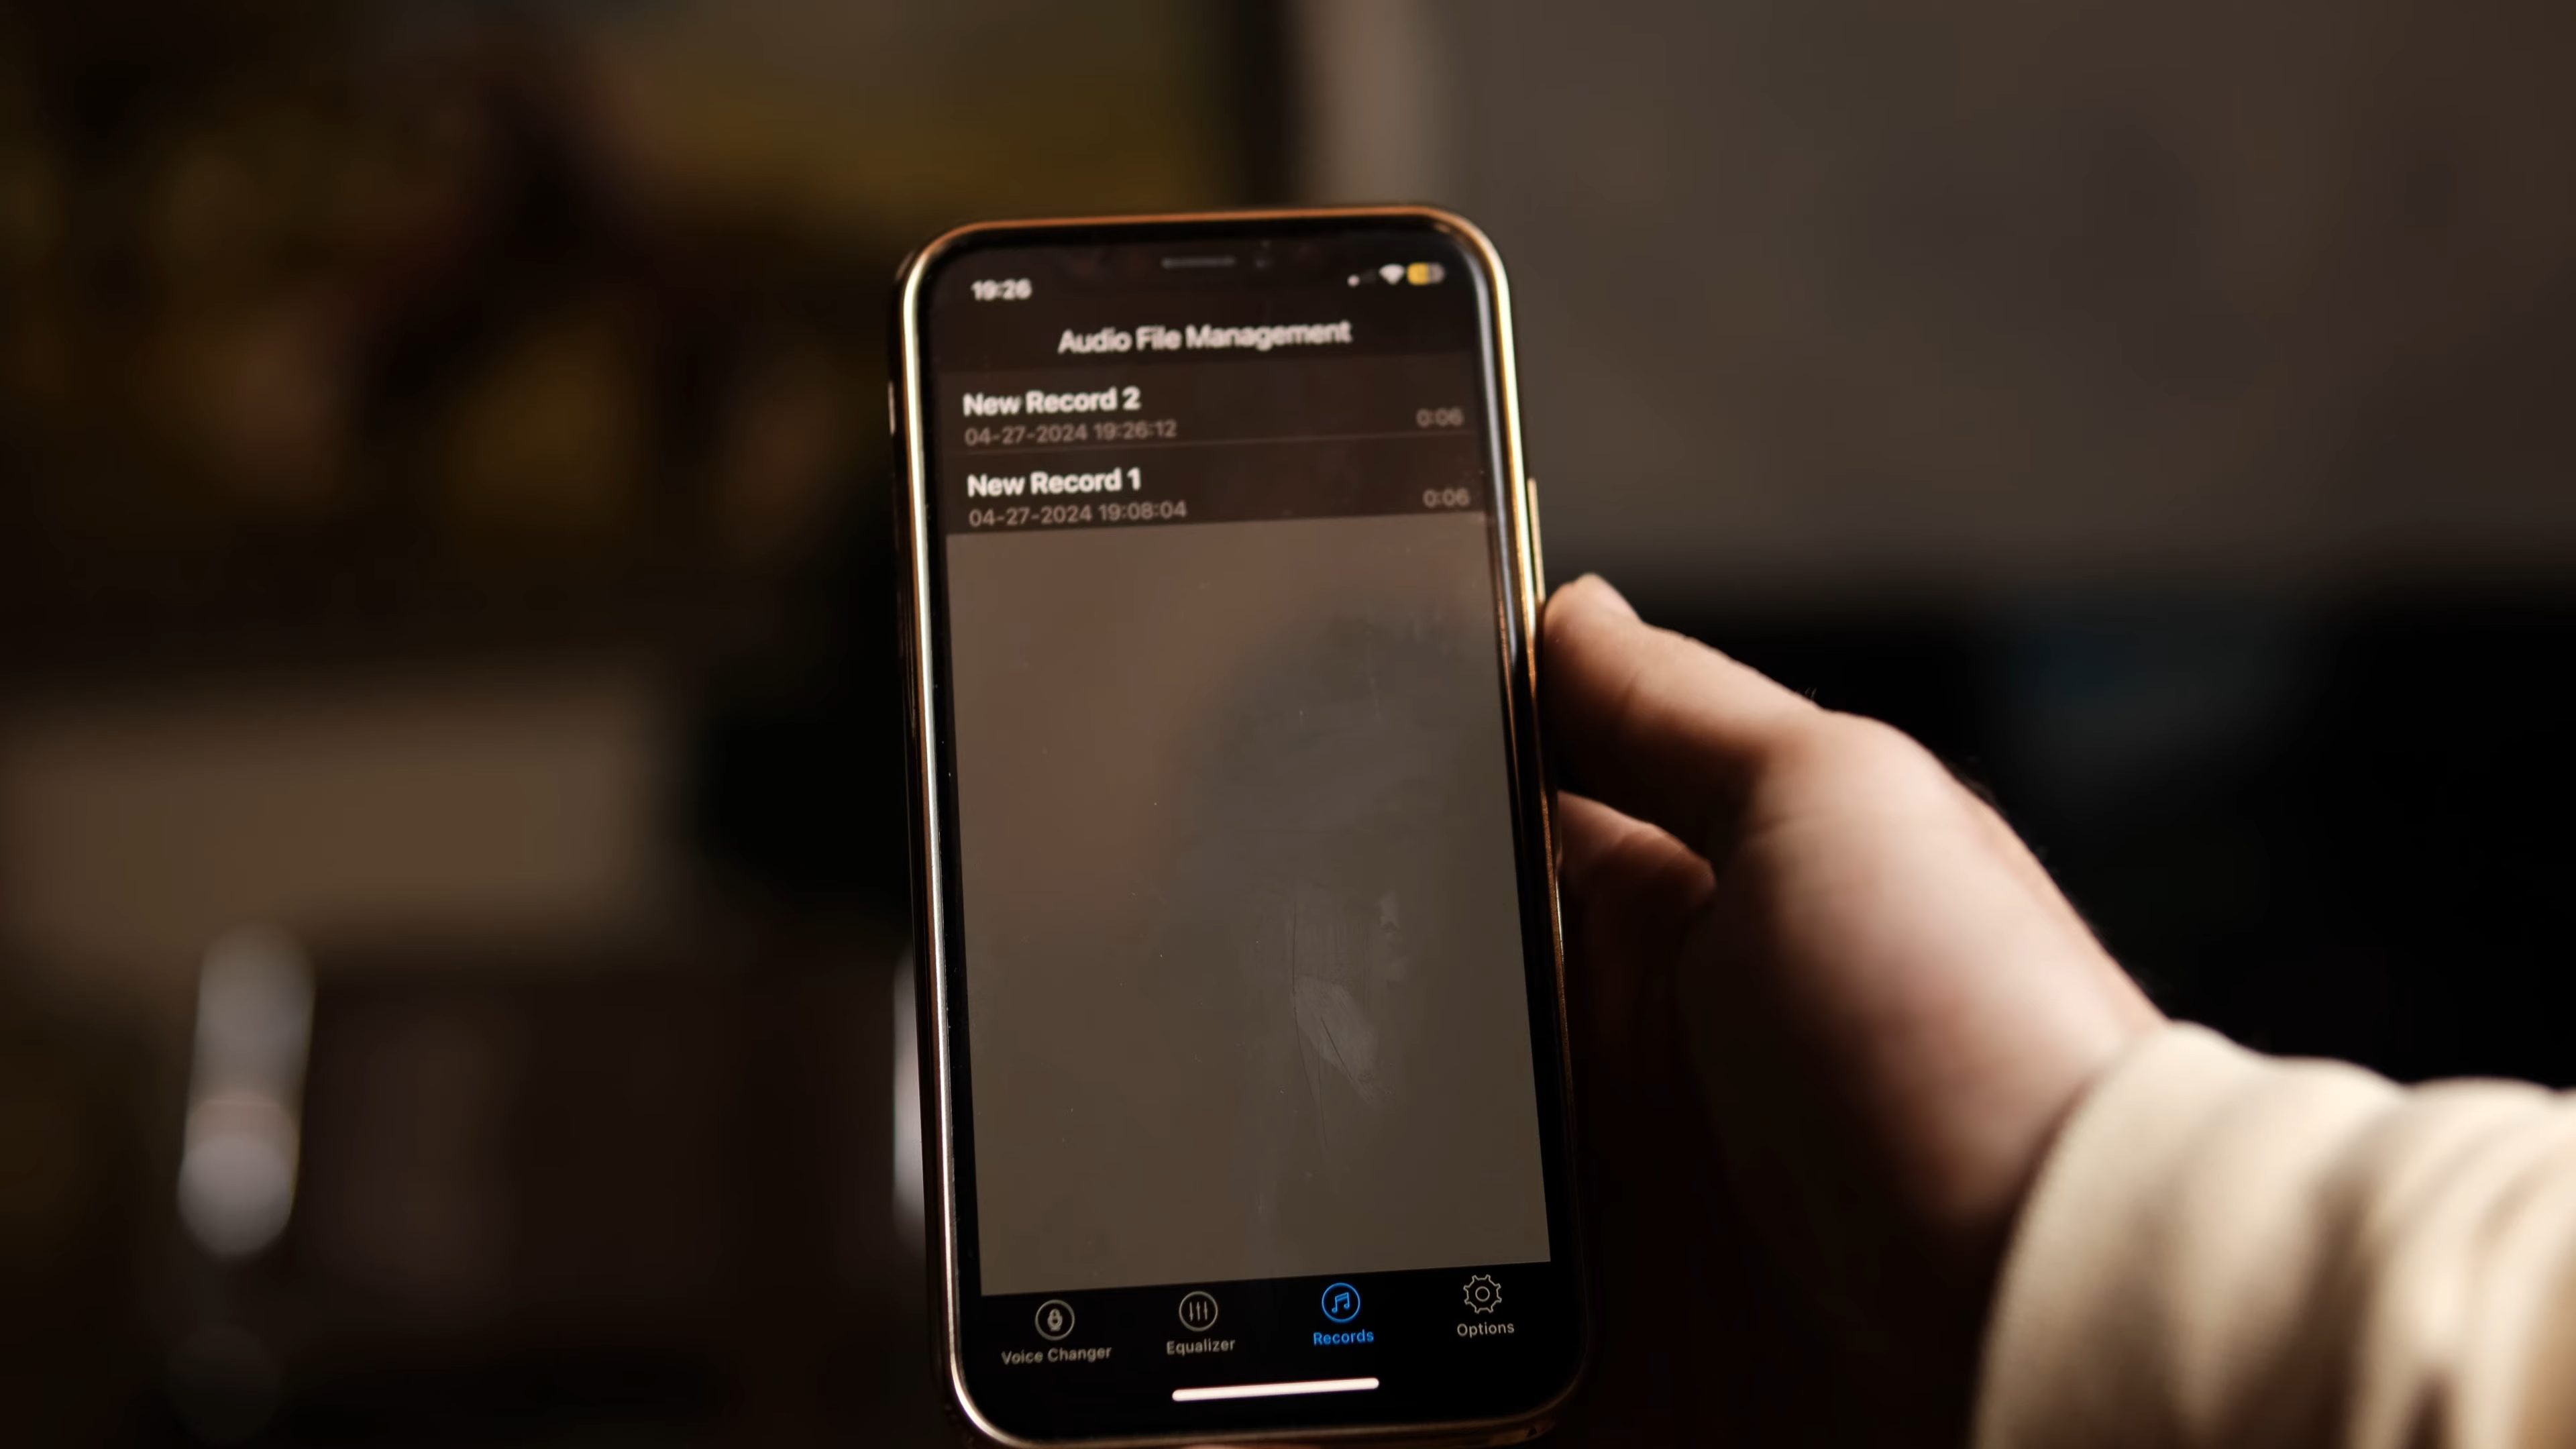 19:26
Audio File Management
New Record 2
04-27-2024 19:26:12
0:06
New Record 1
04-27-2024 19:08:04
0:06
Voice Changer
Equalizer
Records
Options